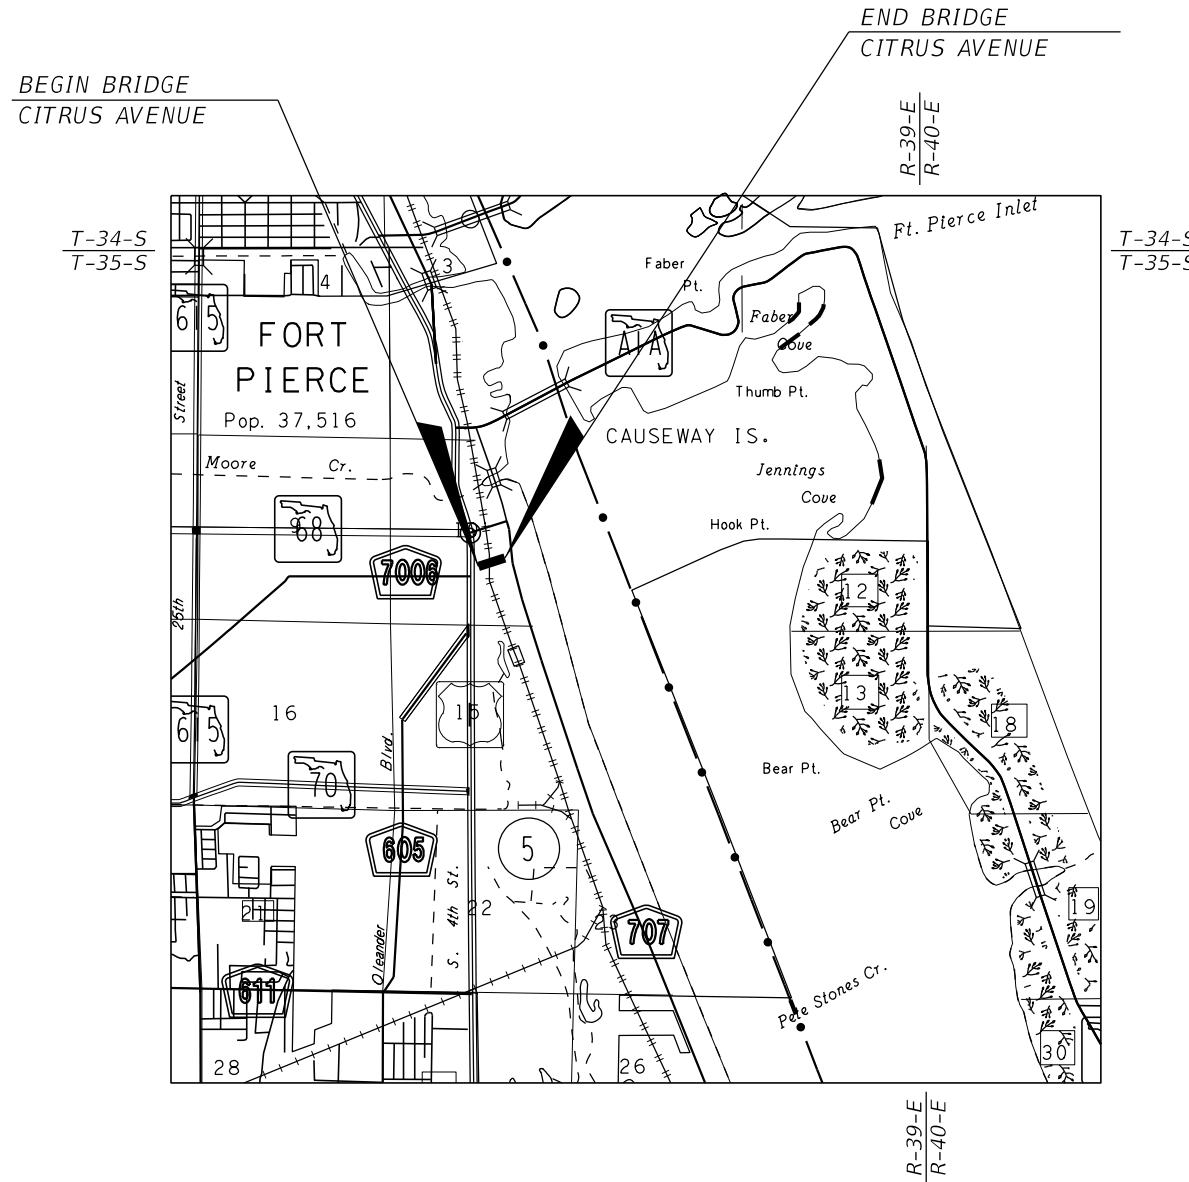 END BRIDGE
CITRUS AVENUE
BEGIN BRIDGE
CITRUS AVENUE
R-39-E
R-40-E
T-34-S
T-35-S
T-34-S
T-35-S
Ft. Pierce Inlet
3
4
Faber
Pt.
Faber
Cove
615
A1A
FORT
PIERCE
Pop. 37,516
Street
Thumb Pt.
CAUSEWAY IS.
Moore Cr.
Jennings
Cove
Hook Pt.
68
7006
12
25th
13
16
15
18
615
Blvd.
70
Bear Pt.
Bear Pt.
Cove
605
5
S. 4th St.
21
22
19
707
Oleander
611
Pete Stones Cr.
28
26
30
R-39-E
R-40-E